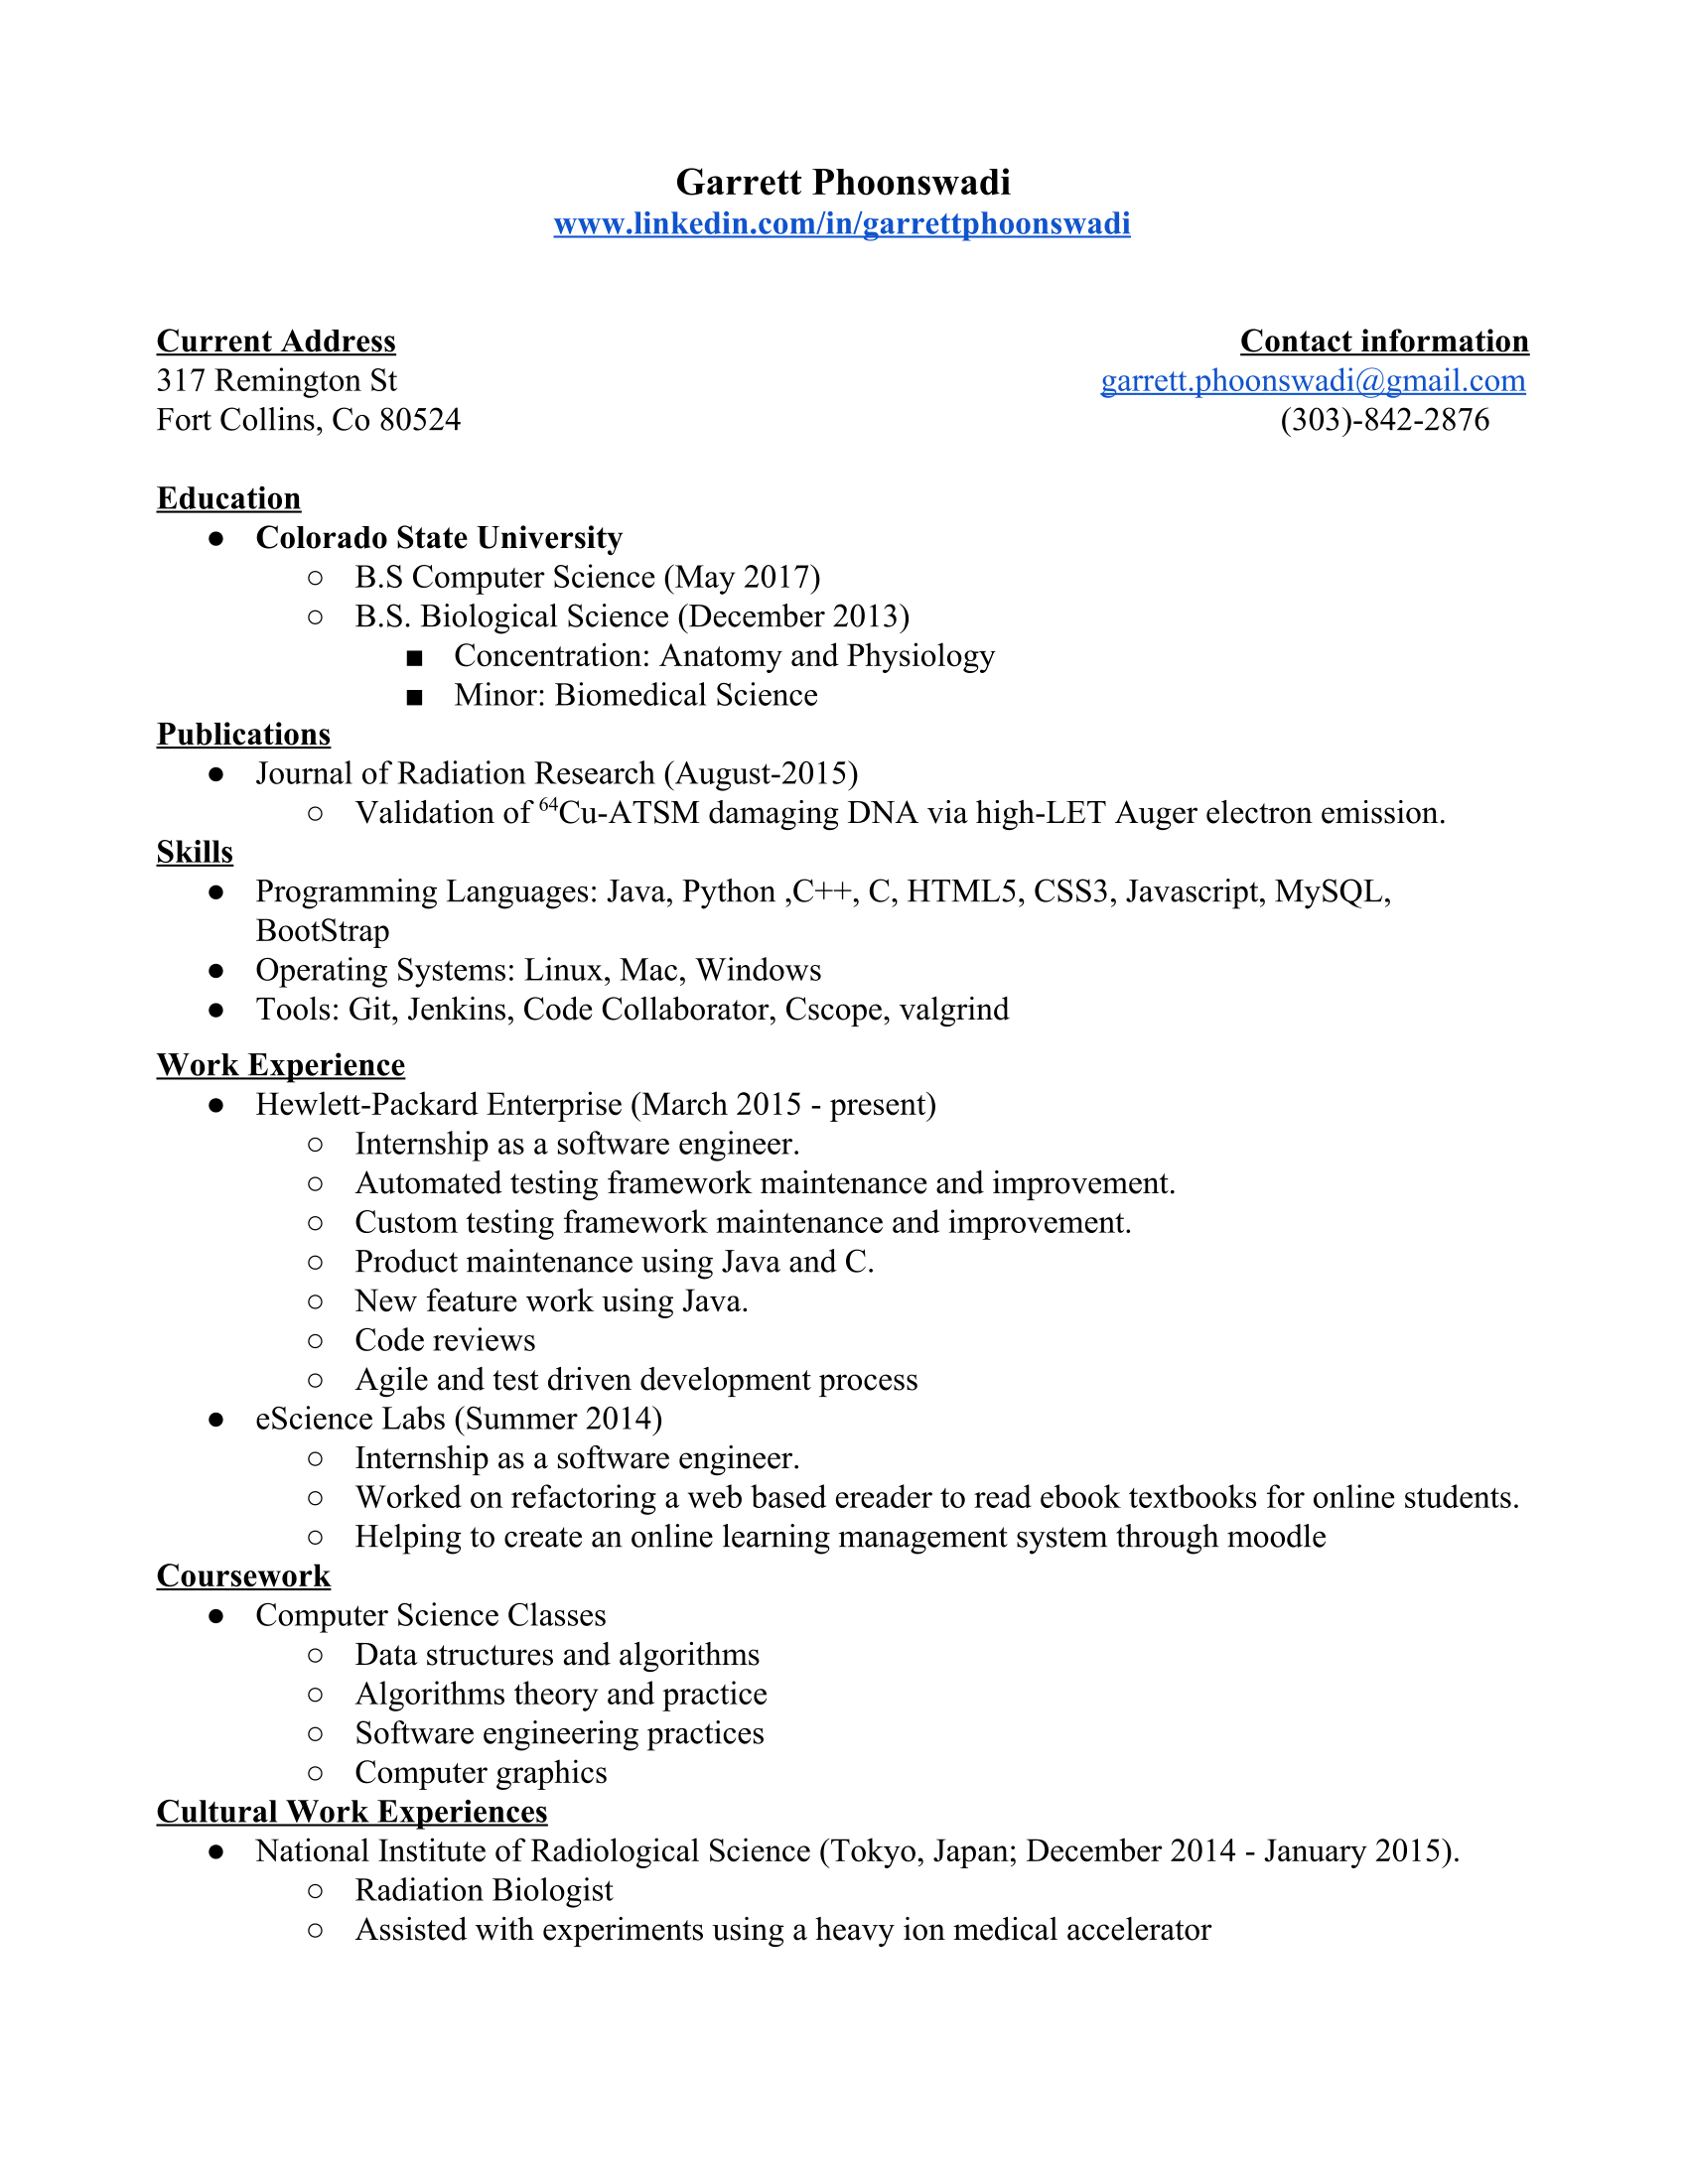 Garrett Phoonswadi
www.linkedin.com/in/garrettphoonswadi
Current Address Contact information
317 Remington St garrett.phoonswadi@gmail.com
Fort Collins, Co 80524 (303)-842-2876
Education
● Colorado State University
○ B.S Computer Science (May 2017)
○ B.S. Biological Science (December 2013)
■ Concentration: Anatomy and Physiology
■ Minor: Biomedical Science
Publications
● Journal of Radiation Research (August-2015)
○ Validation of ⁶⁴Cu-ATSM damaging DNA via high-LET Auger electron emission.
Skills
● Programming Languages: Java, Python ,C++, C, HTML5, CSS3, Javascript, MySQL,
BootStrap
● Operating Systems: Linux, Mac, Windows
● Tools: Git, Jenkins, Code Collaborator, Cscope, valgrind
Work Experience
● Hewlett-Packard Enterprise (March 2015 - present)
○ Internship as a software engineer.
○ Automated testing framework maintenance and improvement.
○ Custom testing framework maintenance and improvement.
○ Product maintenance using Java and C.
○ New feature work using Java.
○ Code reviews
○ Agile and test driven development process
● eScience Labs (Summer 2014)
○ Internship as a software engineer.
○ Worked on refactoring a web based ereader to read ebook textbooks for online students.
○ Helping to create an online learning management system through moodle
Coursework
● Computer Science Classes
○ Data structures and algorithms
○ Algorithms theory and practice
○ Software engineering practices
○ Computer graphics
Cultural Work Experiences
● National Institute of Radiological Science (Tokyo, Japan; December 2014 - January 2015).
○ Radiation Biologist
○ Assisted with experiments using a heavy ion medical accelerator